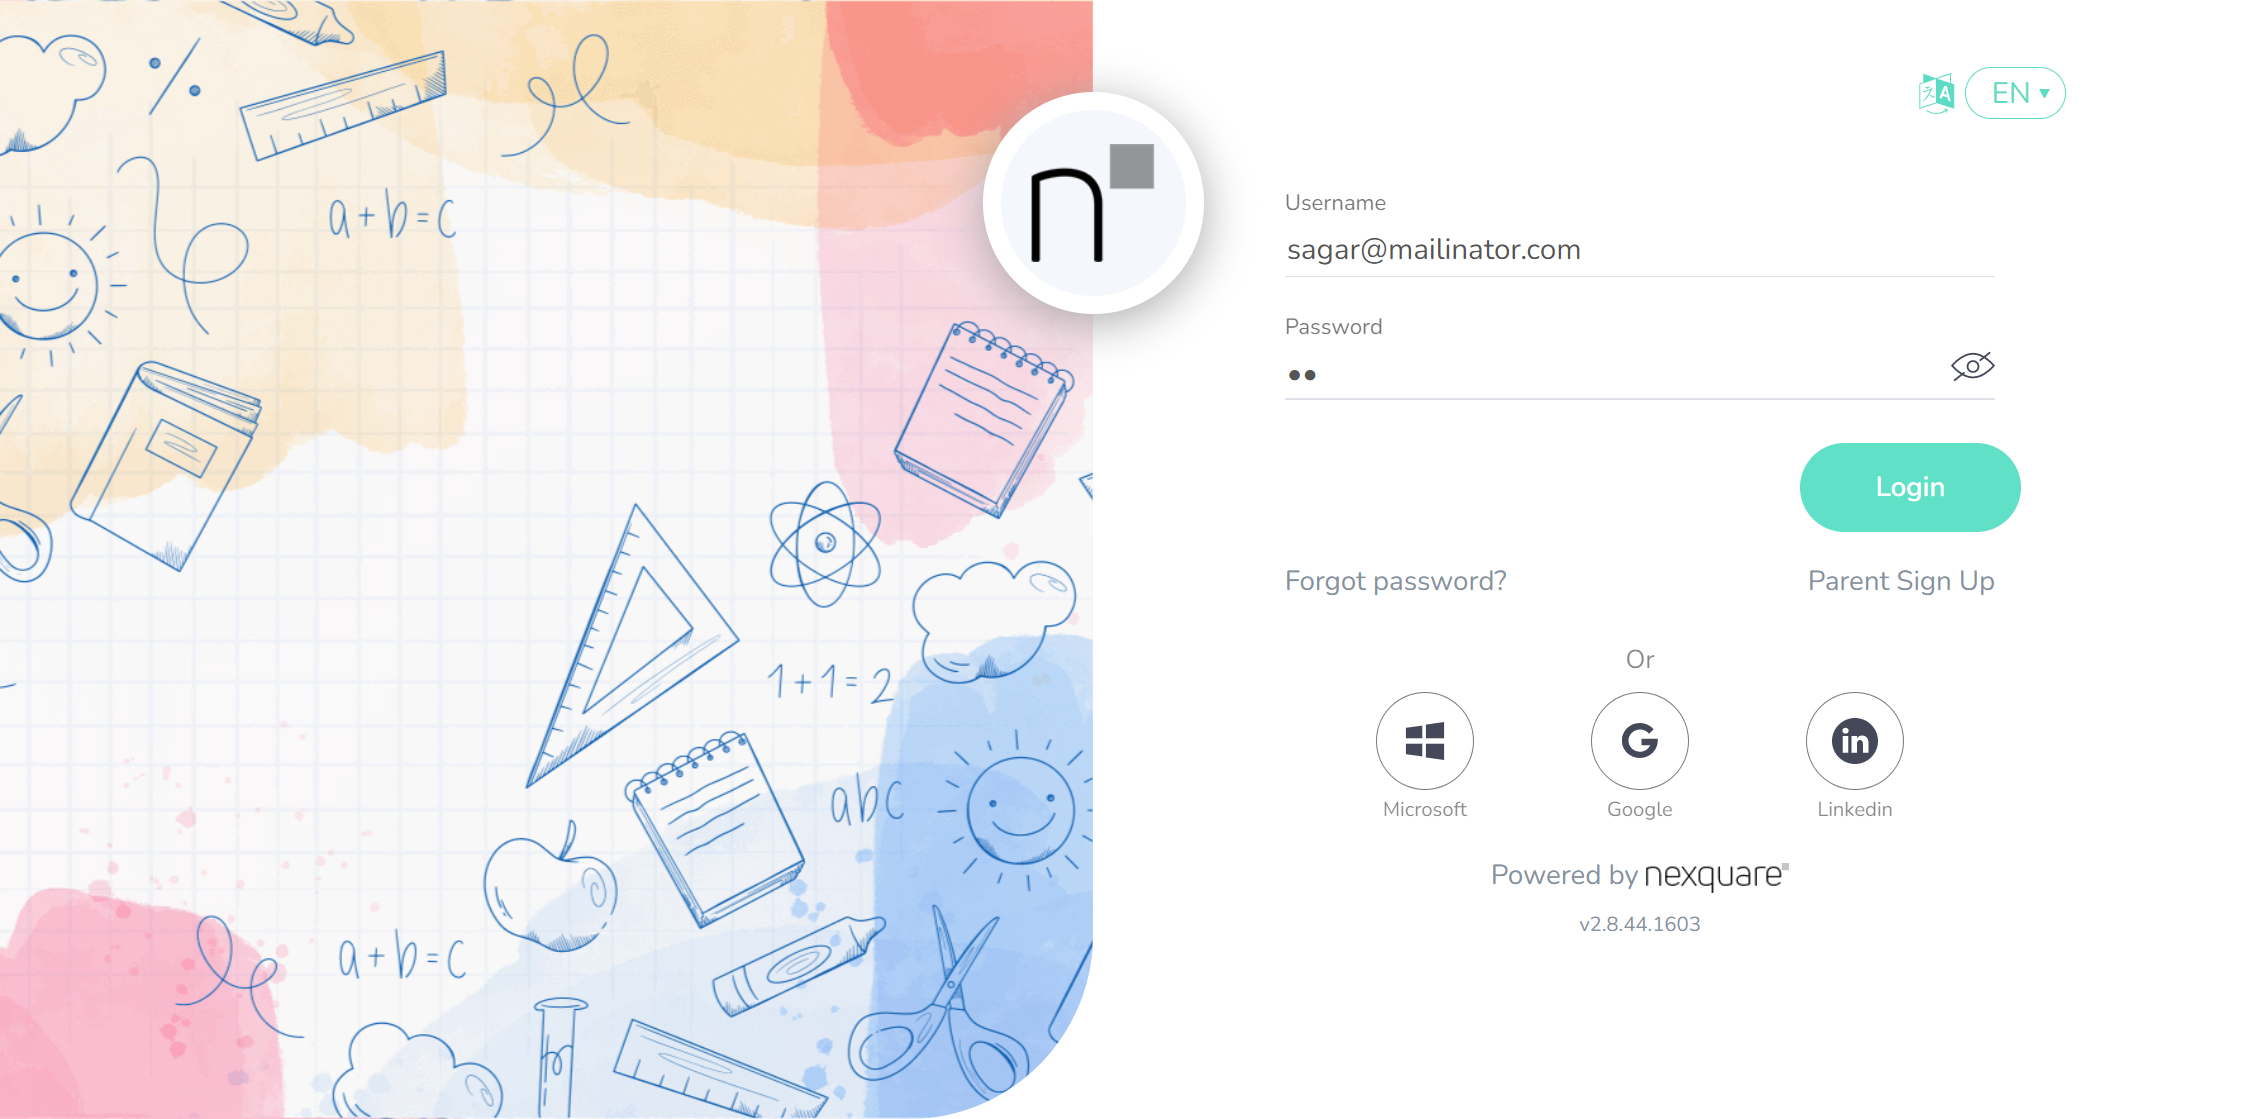 a+b=c
1+1=2
abc
a+b=c
n
EN
Username
sagar@mailinator.com
Password
••
Login
Forgot password?
Parent Sign Up
Or
Microsoft
Google
Linkedin
Powered by nexquare
v2.8.44.1603